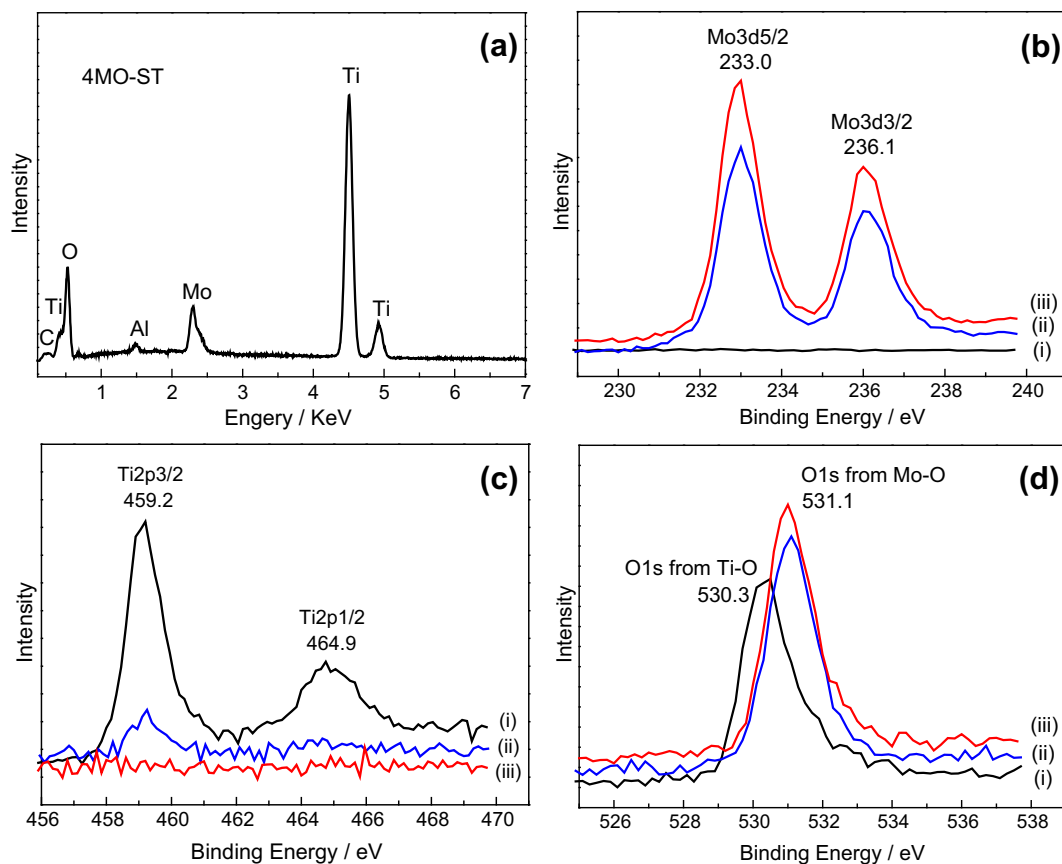 (a)
4MO-ST
Ti
O
Mo
Ti
Ti
Al
C
Intensity
1 2 3 4 5 6 7
Engery / KeV
(b)
Mo3d5/2
233.0
Mo3d3/2
236.1
(iii)
(ii)
(i)
Intensity
230 232 234 236 238 240
Binding Energy / eV
(c)
Ti2p3/2
459.2
Ti2p1/2
464.9
(i)
(ii)
(iii)
Intensity
456 458 460 462 464 466 468 470
Binding Energy / eV
(d)
O1s from Mo-O
531.1
O1s from Ti-O
530.3
(iii)
(ii)
(i)
Intensity
526 528 530 532 534 536 538
Binding Energy / eV